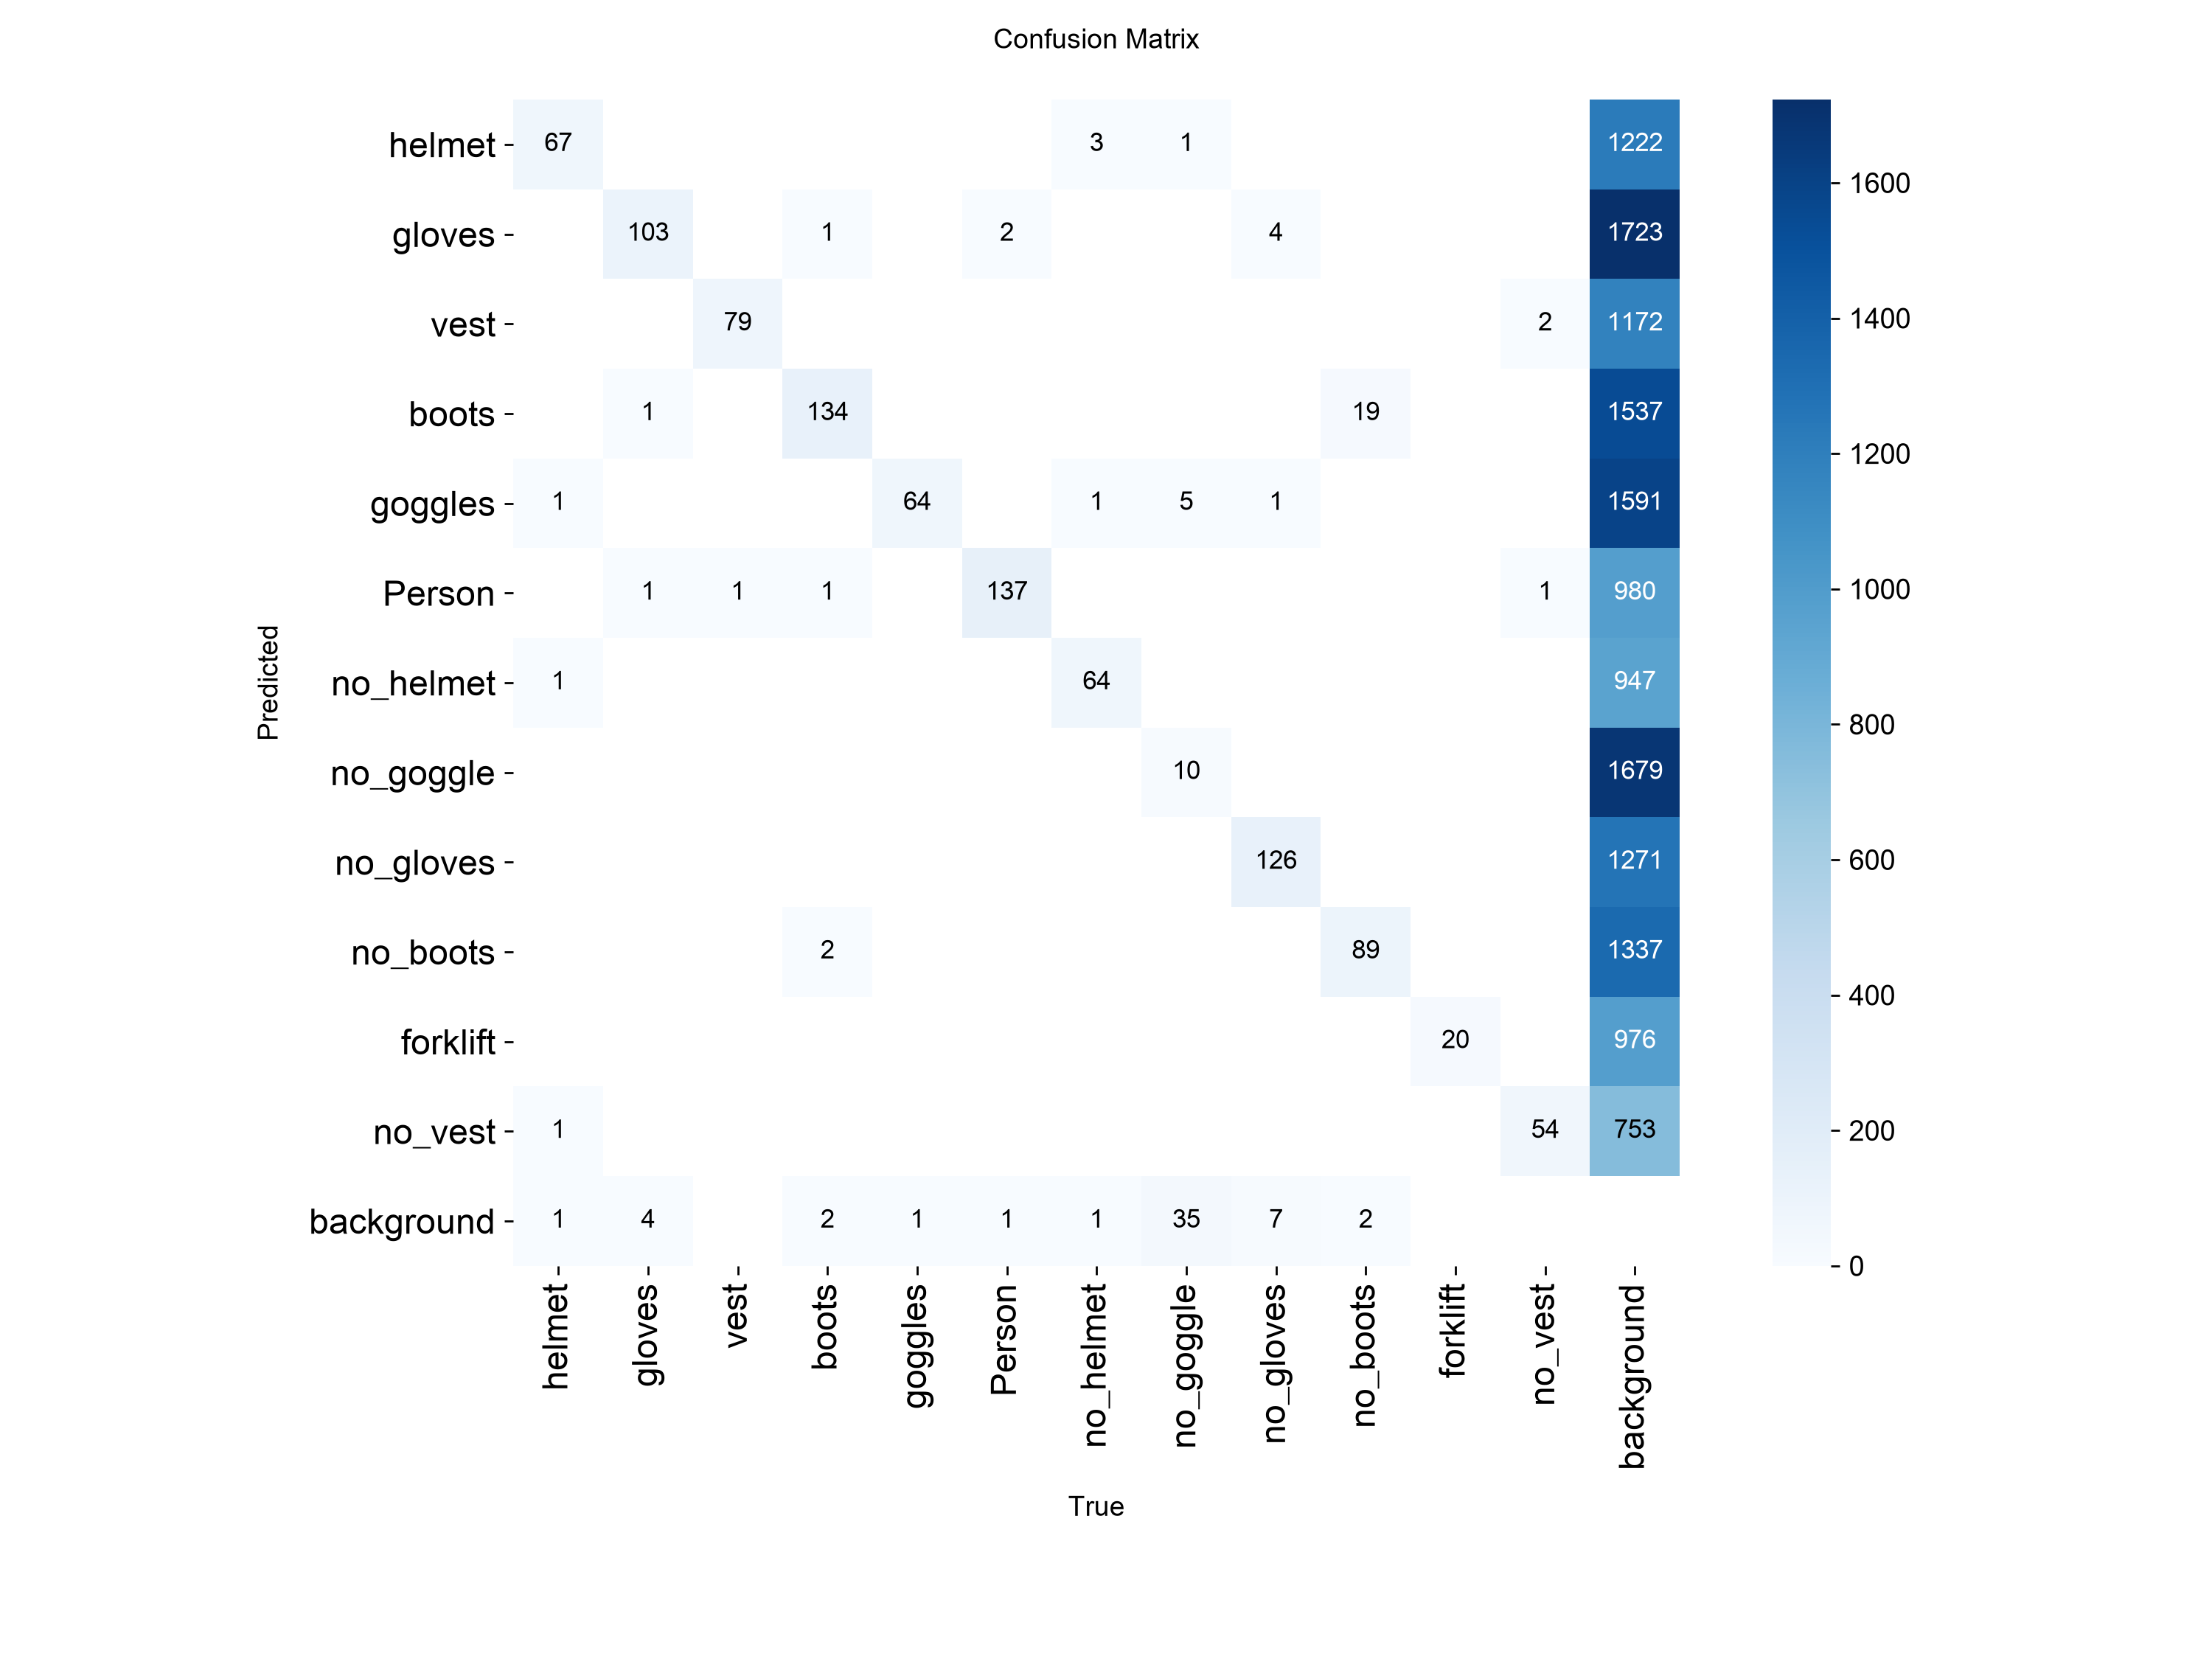 Confusion Matrix
helmet 67 3 1 1222
gloves 103 1 2 4 1723
vest 79 2 1172
boots 1 134 19 1537
goggles 1 64 1 5 1 1591
Person 1 1 1 137 1 980
no_helmet 1 64 947
no_goggle 10 1679
no_gloves 126 1271
no_boots 2 89 1337
forklift 20 976
no_vest 1 54 753
background 1 4 2 1 1 1 35 7 2
helmet gloves vest boots goggles Person no_helmet no_goggle no_gloves no_boots forklift no_vest background
True
Predicted
1600
1400
1200
1000
800
600
400
200
0